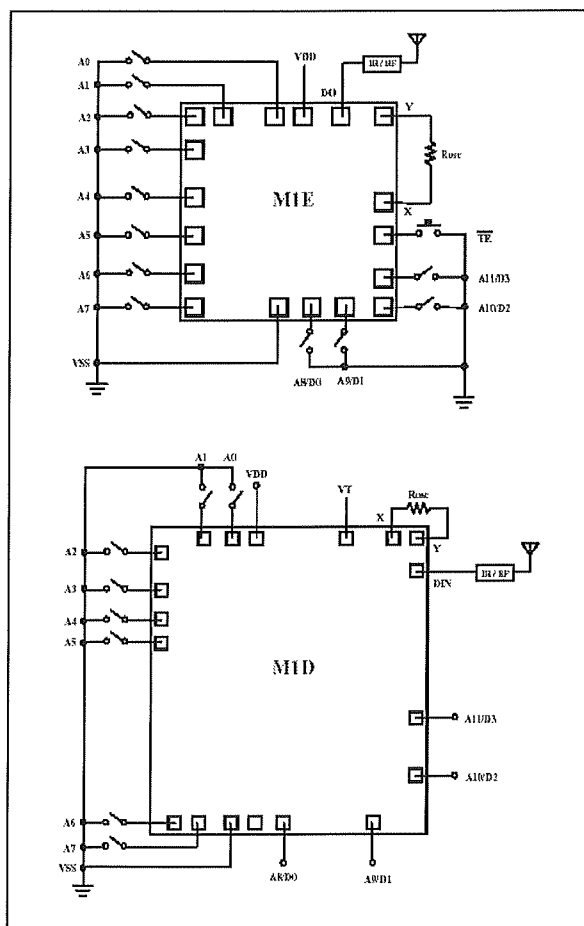 A0
VDD
IR / RF
A1
DO
A2
Y
A3
Rosc
A4
M1E
X
A5
TE
A6
A11/D3
A7
A10/D2
VSS
A8/D0
A9/D1
A1
A0
VDD
VT
Rosc
X
Y
A2
DIN
IR / RF
A3
A4
A5
M1D
A11/D3
A10/D2
A6
A7
VSS
A8/D0
A9/D1